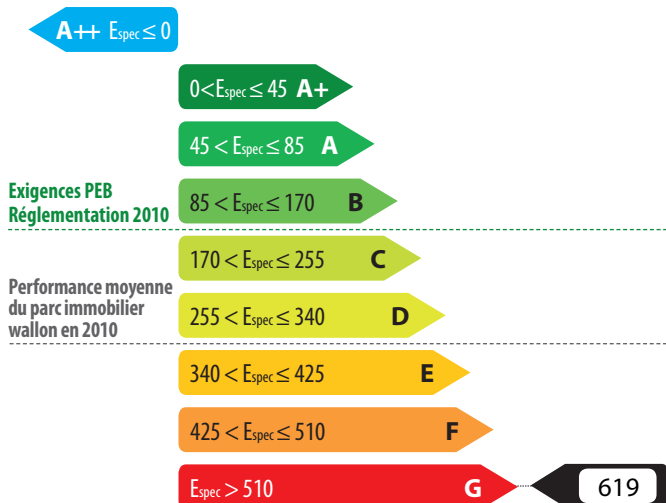 A++ Espec ≤ 0
0 < Espec ≤ 45 A+
45 < Espec ≤ 85 A
Exigences PEB
Réglementation 2010
85 < Espec ≤ 170 B
170 < Espec ≤ 255 C
Performance moyenne
du parc immobilier
wallon en 2010
255 < Espec ≤ 340 D
340 < Espec ≤ 425 E
425 < Espec ≤ 510 F
Espec > 510 G
619